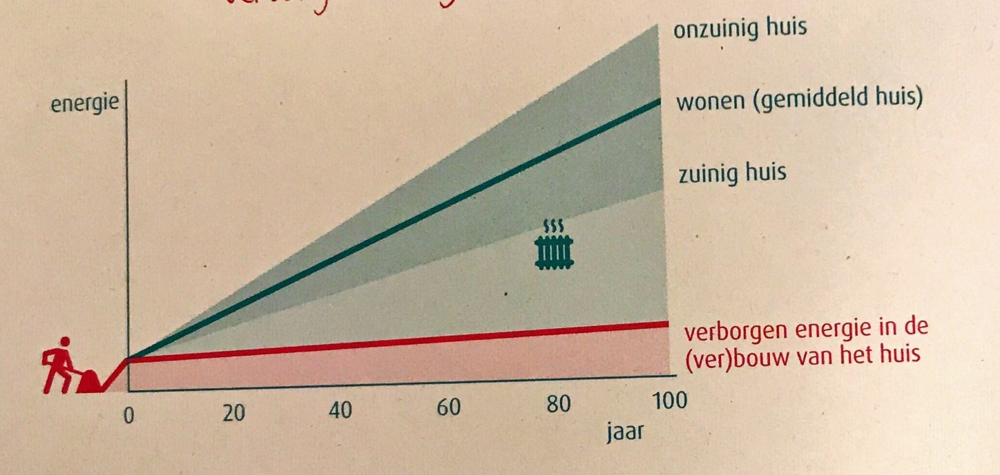 onzuinig huis
energie
wonen (gemiddeld huis)
zuinig huis
verborgen energie in de
(ver)bouw van het huis
0 20 40 60 80 100
jaar